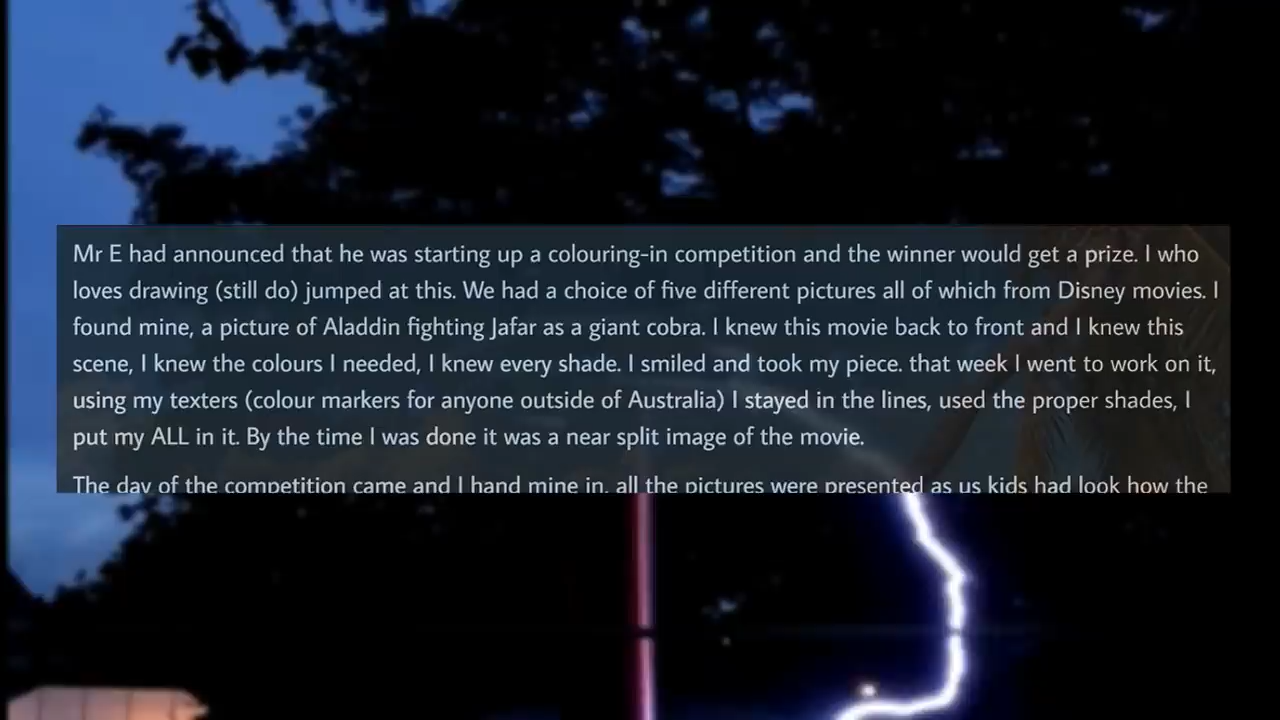 Mr E had announced that he was starting up a colouring-in competition and the winner would get a prize. I who
loves drawing (still do) jumped at this. We had a choice of five different pictures all of which from Disney movies. I
found mine, a picture of Aladdin fighting Jafar as a giant cobra. I knew this movie back to front and I knew this
scene, I knew the colours I needed, I knew every shade. I smiled and took my piece. that week I went to work on it,
using my texters (colour markers for anyone outside of Australia) I stayed in the lines, used the proper shades, I
put my ALL in it. By the time I was done it was a near split image of the movie.
The day of the competition came and I hand mine in, all the pictures were presented as us kids had look how the